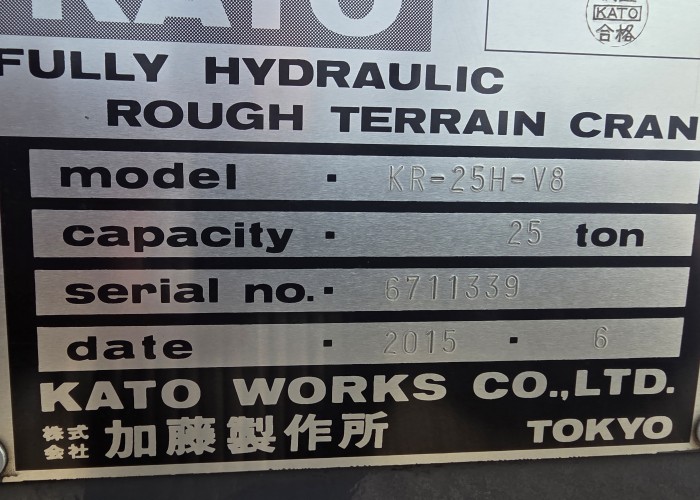 KATO
KATO
合格
FULLY HYDRAULIC
ROUGH TERRAIN CRAN
model · KR-25H-V8
capacity · 25 ton
serial no. · 6711339
date · 2015 · 6
KATO WORKS CO.,LTD.
株式会社 加藤製作所 TOKYO